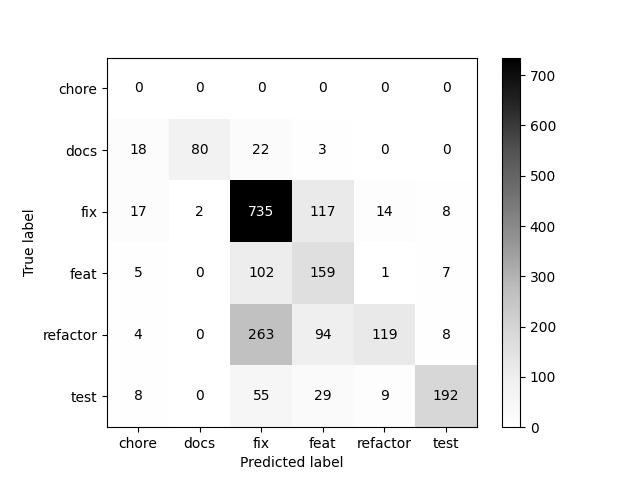 chore 0 0 0 0 0 0
docs 18 80 22 3 0 0
fix 17 2 735 117 14 8
feat 5 0 102 159 1 7
refactor 4 0 263 94 119 8
test 8 0 55 29 9 192
chore docs fix feat refactor test
Predicted label
True label
700
600
500
400
300
200
100
0